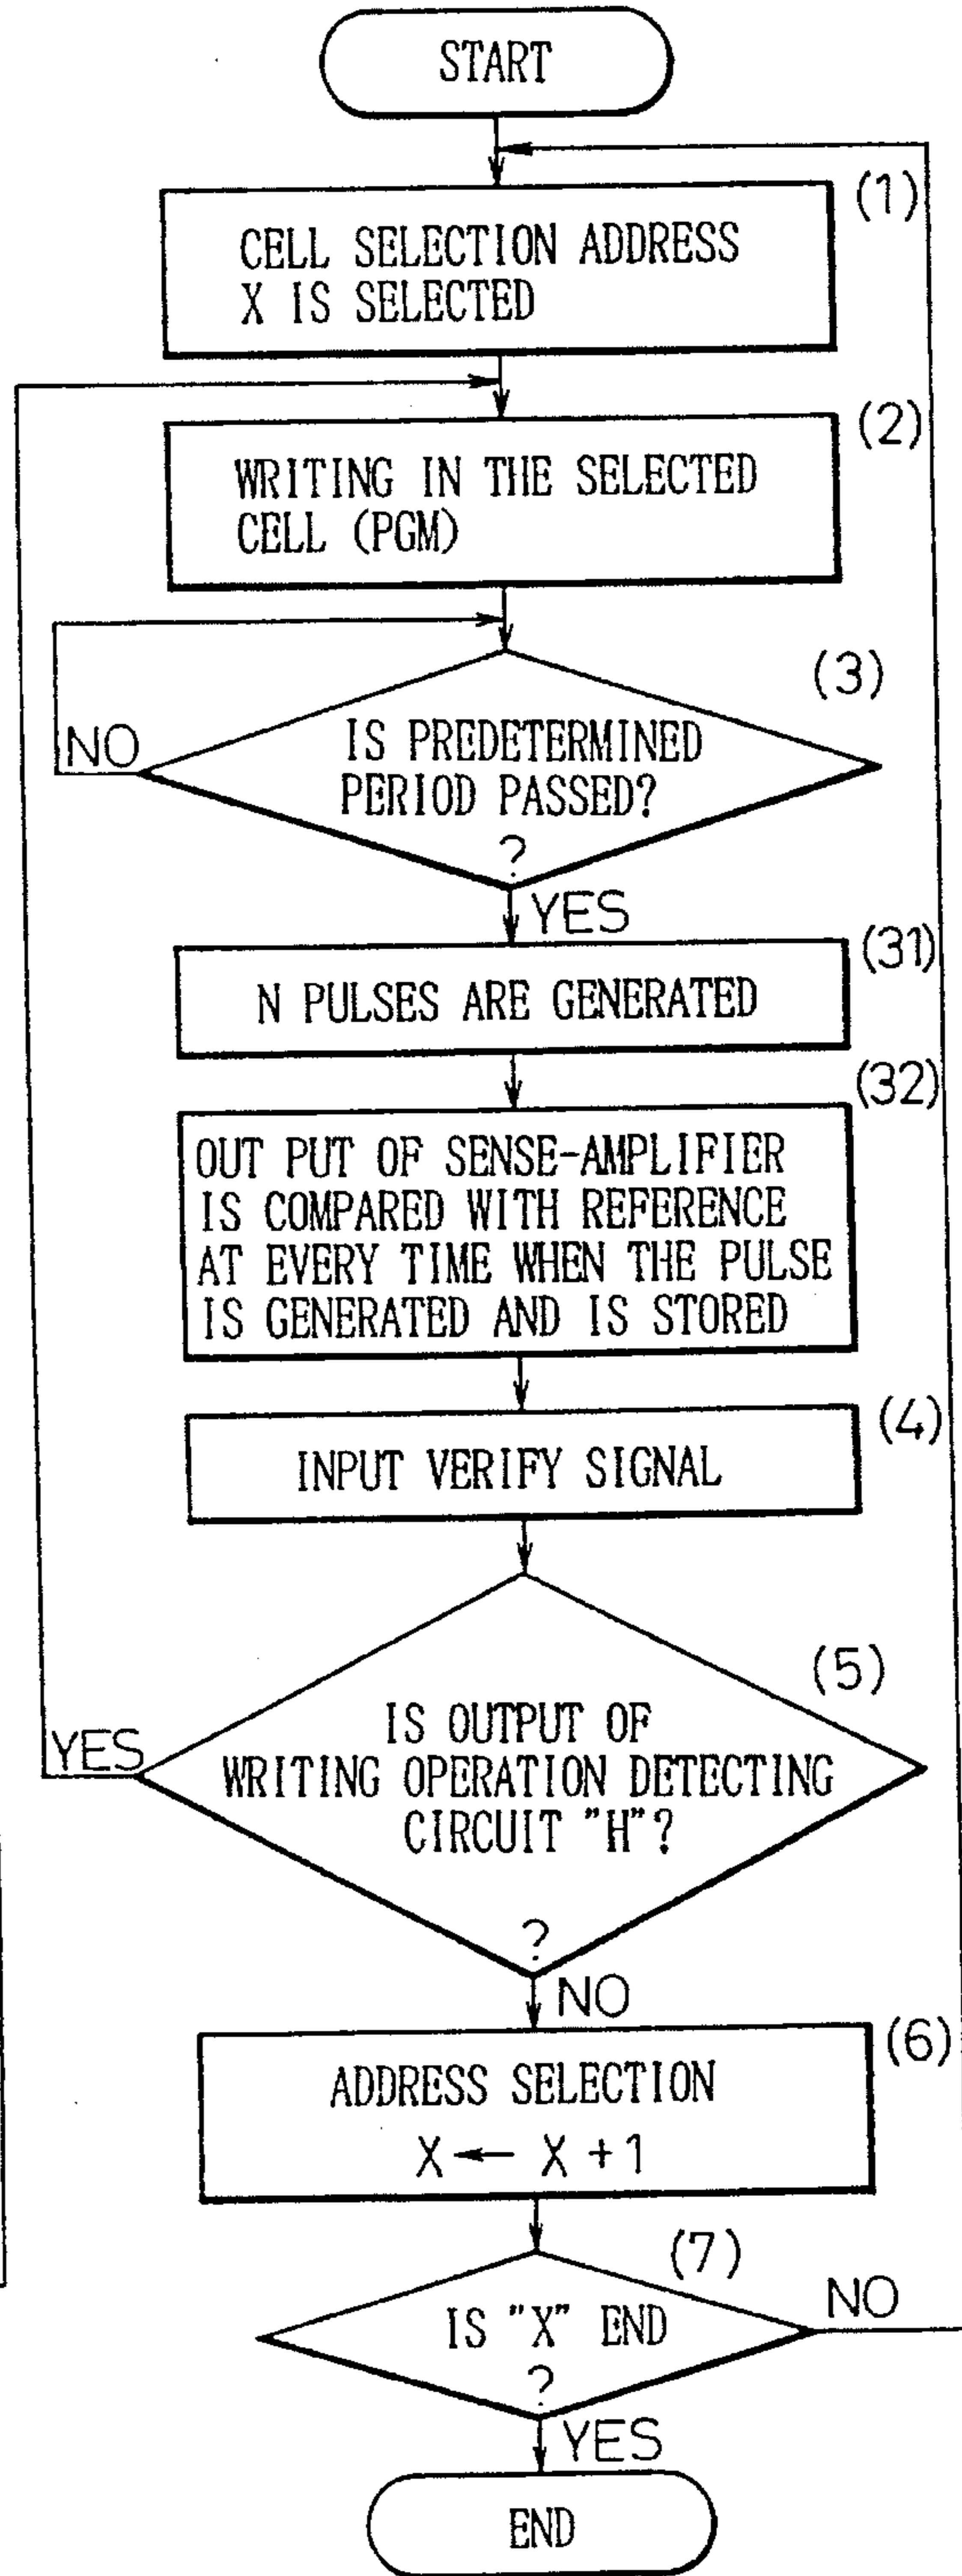 START
(1)
CELL SELECTION ADDRESS
X IS SELECTED
(2)
WRITING IN THE SELECTED
CELL (PGM)
(3)
NO
IS PREDETERMINED
PERIOD PASSED?
?
YES
(31)
N PULSES ARE GENERATED
(32)
OUT PUT OF SENSE-AMPLIFIER
IS COMPARED WITH REFERENCE
AT EVERY TIME WHEN THE PULSE
IS GENERATED AND IS STORED
(4)
INPUT VERIFY SIGNAL
(5)
YES
IS OUTPUT OF
WRITING OPERATION DETECTING
CIRCUIT "H"?
?
NO
(6)
ADDRESS SELECTION
X ← X + 1
(7)
IS "X" END
NO
?
YES
END